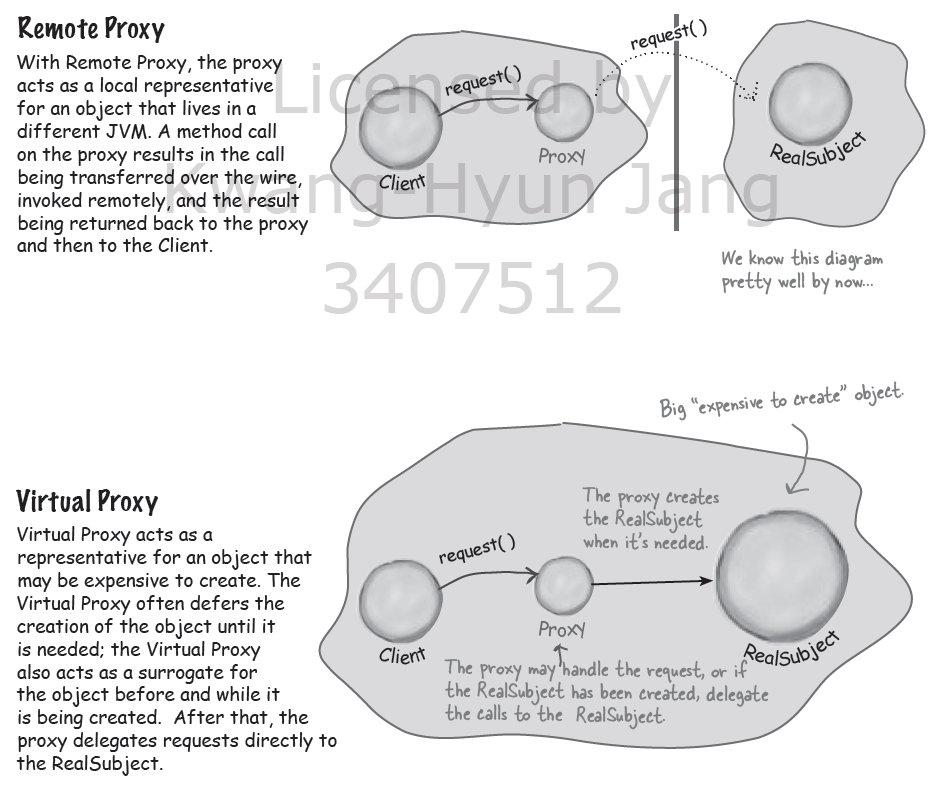 Remote Proxy
With Remote Proxy, the proxy
acts as a local representative
for an object that lives in a
different JVM. A method call
on the proxy results in the call
being transferred over the wire,
invoked remotely, and the result
being returned back to the proxy
and then to the Client.
request()
request()
Client
Proxy
RealSubject
We know this diagram
pretty well by now...
Licensed by
Kwang-Hyun Jang
3407512
Big "expensive to create" object.
Virtual Proxy
Virtual Proxy acts as a
representative for an object that
may be expensive to create. The
Virtual Proxy often defers the
creation of the object until it
is needed; the Virtual Proxy
also acts as a surrogate for
the object before and while it
is being created.  After that, the
proxy delegates requests directly to
the RealSubject.
request()
The proxy creates
the RealSubject
when it's needed.
Client
Proxy
RealSubject
The proxy may handle the request, or if
the RealSubject has been created, delegate
the calls to the RealSubject.